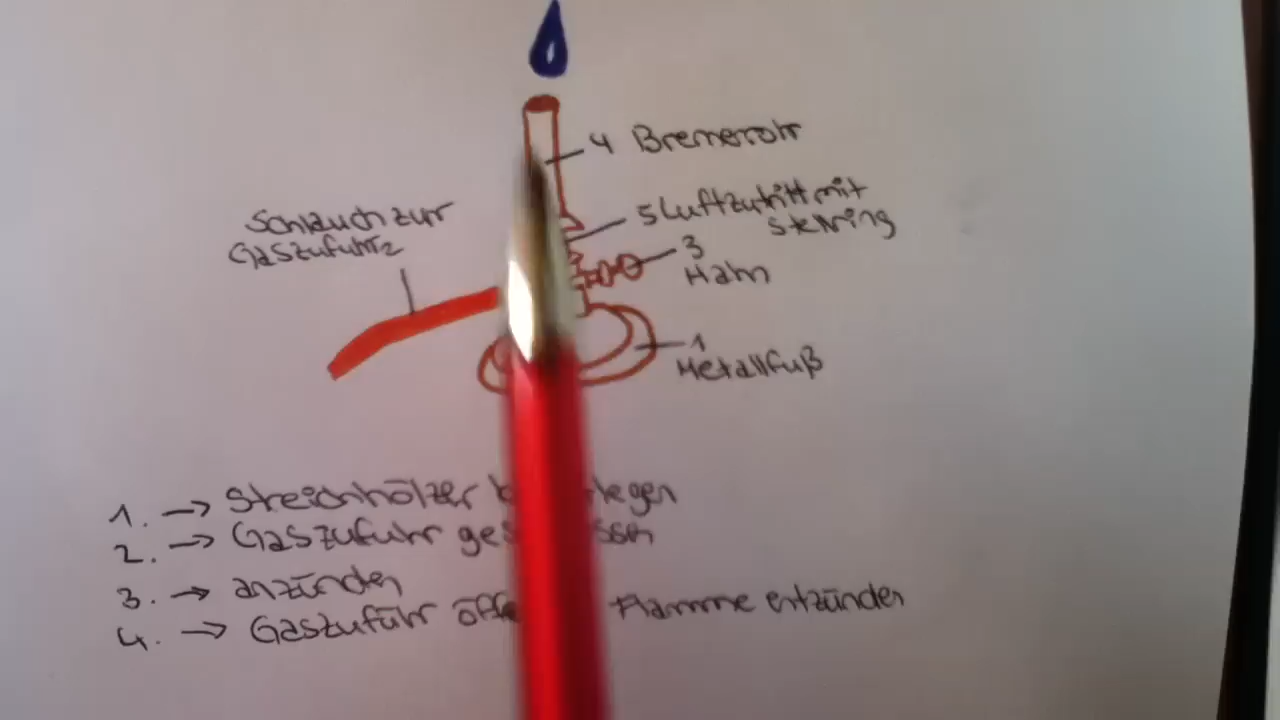 4 Brennerrohr
Schlauch zur
Gaszufuhr 2
5 Luftzutritt mit
Stellring
3
Hahn
1
Metallfuß
1. → Streichhölzer
2. → Gaszufuhr
3. → anzünden
4. → Gaszufuhr Flamme entzünden